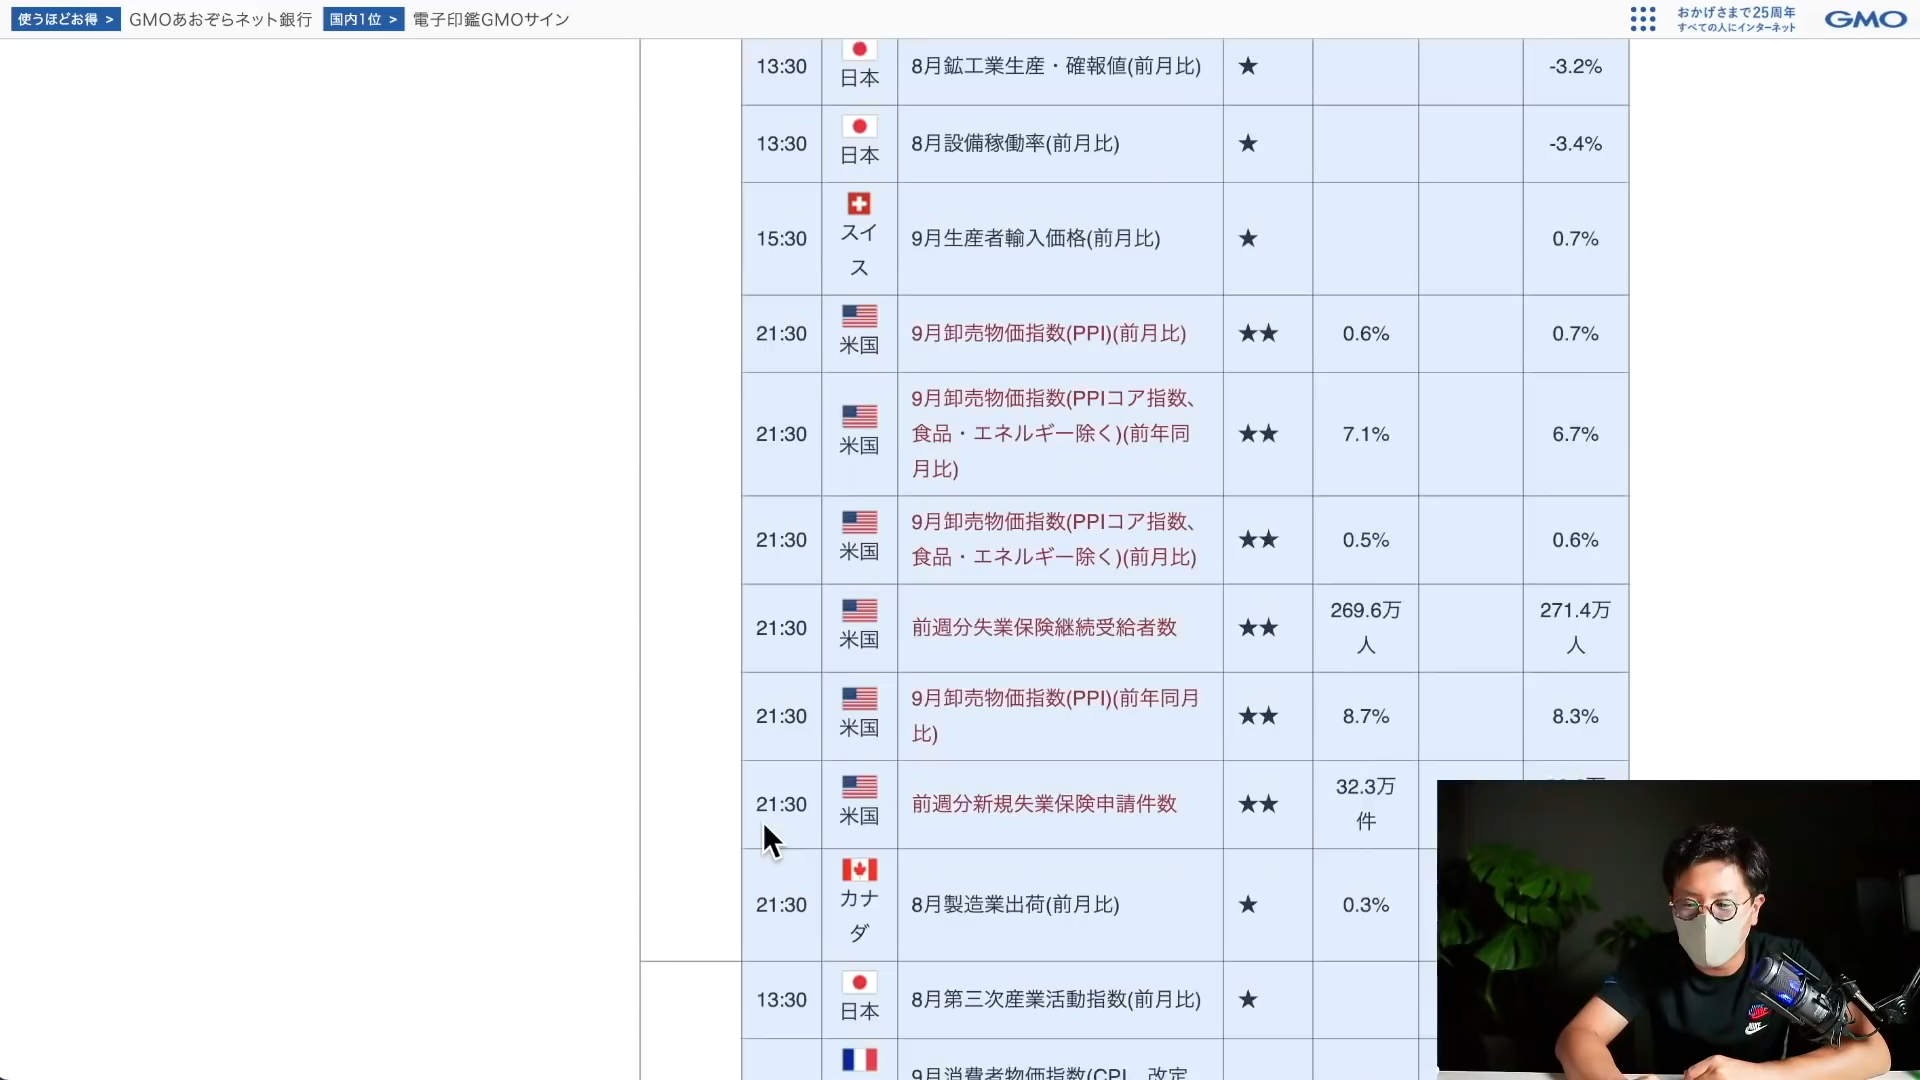 使うほどお得 >
GMOあおぞらネット銀行
国内1位 >
電子印鑑GMOサイン
おかげさまで25周年
すべての人にインターネット
GMO
13:30 日本 8月鉱工業生産・確報値(前月比) ★ -3.2%
13:30 日本 8月設備稼働率(前月比) ★ -3.4%
15:30 スイ
ス 9月生産者輸入価格(前月比) ★ 0.7%
21:30 米国 9月卸売物価指数(PPI)(前月比) ★★ 0.6% 0.7%
21:30 米国 9月卸売物価指数(PPIコア指数、
食品・エネルギー除く)(前年同
月比) ★★ 7.1% 6.7%
21:30 米国 9月卸売物価指数(PPIコア指数、
食品・エネルギー除く)(前月比) ★★ 0.5% 0.6%
21:30 米国 前週分失業保険継続受給者数 ★★ 269.6万
人 271.4万
人
21:30 米国 9月卸売物価指数(PPI)(前年同月
比) ★★ 8.7% 8.3%
21:30 米国 前週分新規失業保険申請件数 ★★ 32.3万
件
21:30 カナ
ダ 8月製造業出荷(前月比) ★ 0.3%
13:30 日本 8月第三次産業活動指数(前月比) ★
9月消費者物価指数(CPI、改定
NIKE